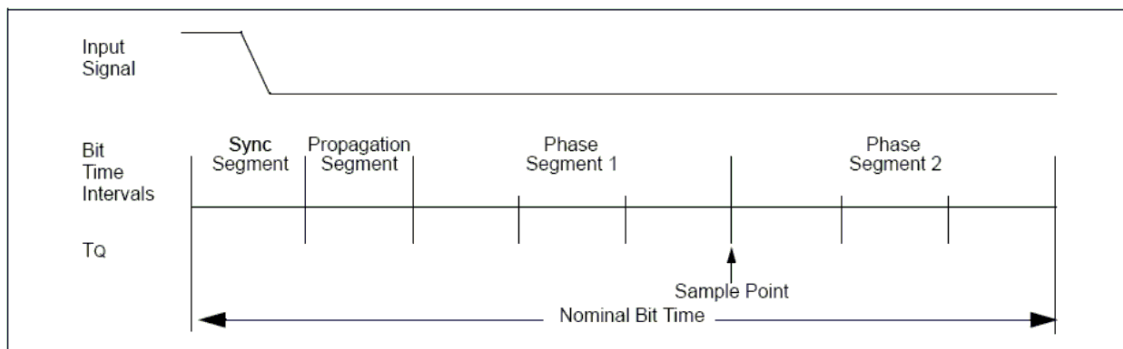 Input
Signal
Bit
Time
Intervals
Sync
Segment
Propagation
Segment
Phase
Segment 1
Phase
Segment 2
TQ
Sample Point
Nominal Bit Time